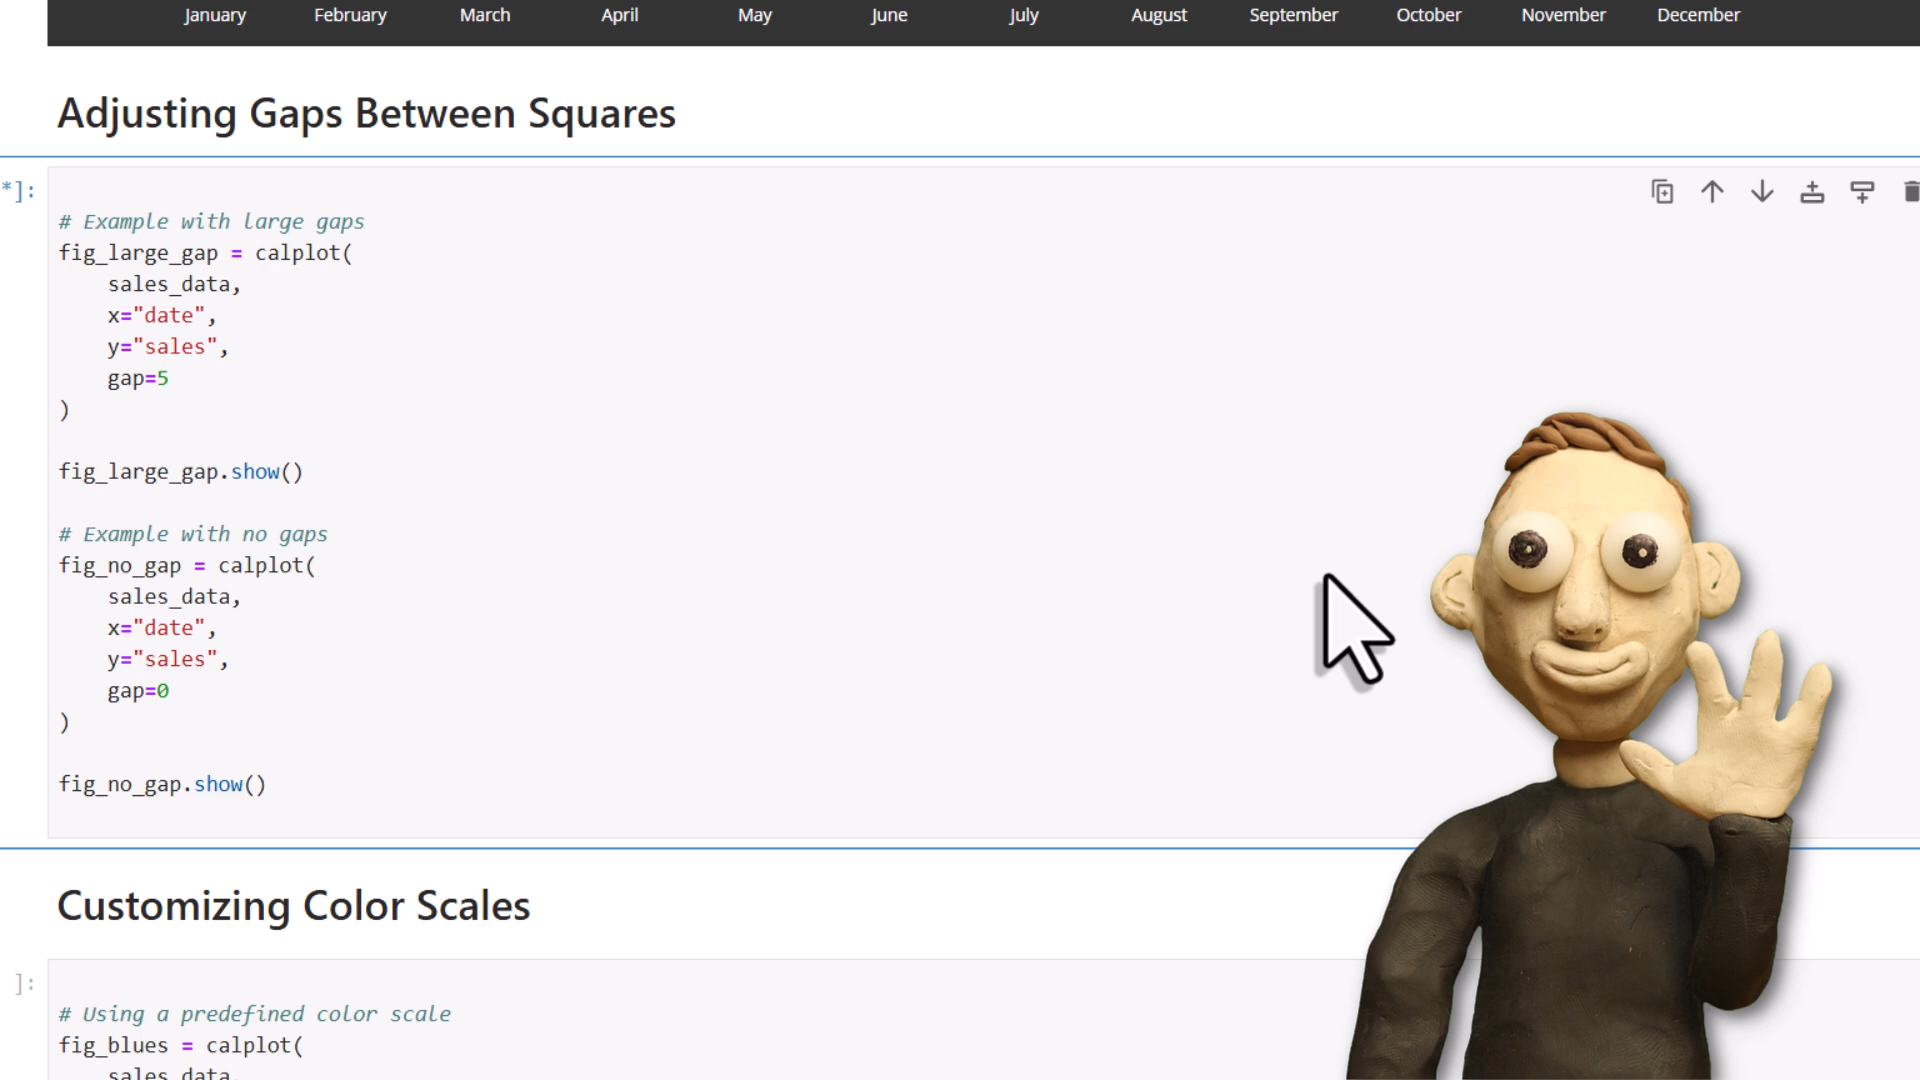 January February March April May June July August September October November December
Adjusting Gaps Between Squares
*]:
# Example with large gaps
fig_large_gap = calplot(
    sales_data,
    x="date",
    y="sales",
    gap=5
)
fig_large_gap.show()
# Example with no gaps
fig_no_gap = calplot(
    sales_data,
    x="date",
    y="sales",
    gap=0
)
fig_no_gap.show()
Customizing Color Scales
]:
# Using a predefined color scale
fig_blues = calplot(
    sales_data,